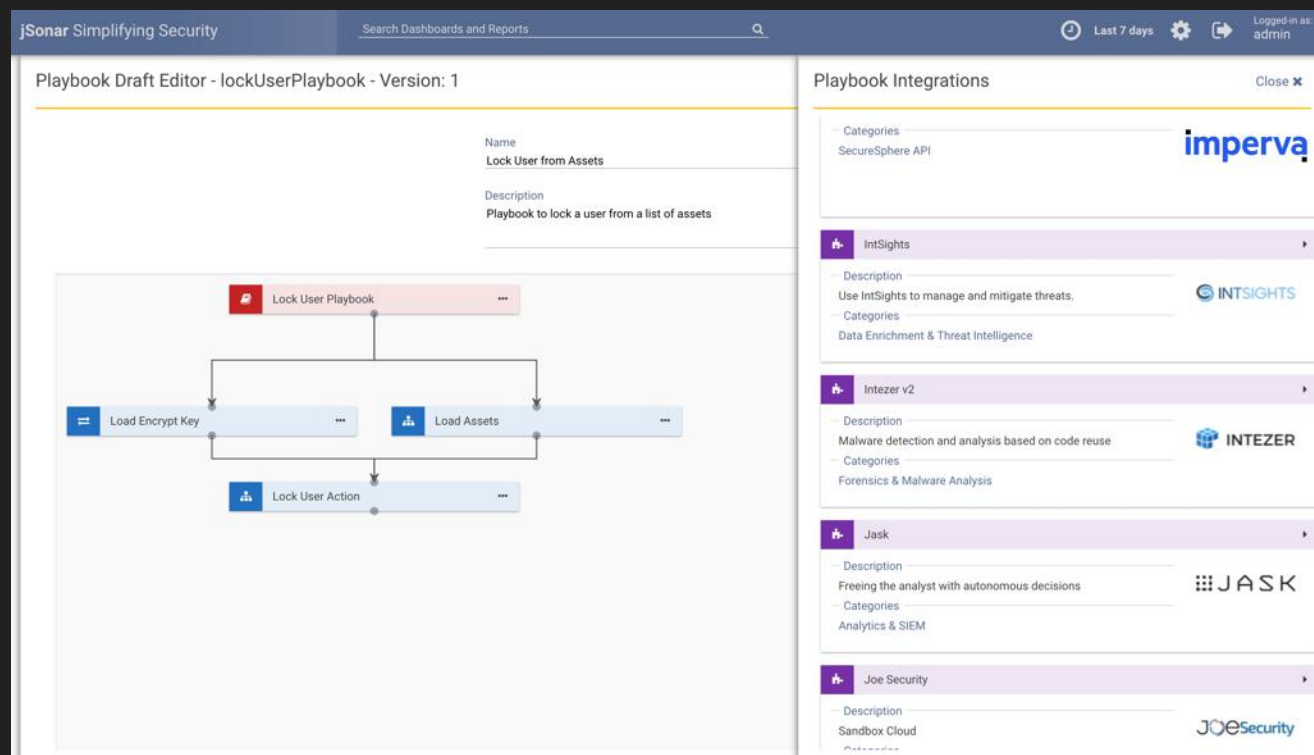 jSonar Simplifying Security
Search Dashboards and Reports
Last 7 days
Logged-in as:
admin
Playbook Draft Editor - lockUserPlaybook - Version: 1
Name
Lock User from Assets
Description
Playbook to lock a user from a list of assets
Lock User Playbook
Load Encrypt Key
Load Assets
Lock User Action
Playbook Integrations
Close
Categories
SecureSphere API
imperva
IntSights
Description
Use IntSights to manage and mitigate threats.
Categories
Data Enrichment & Threat Intelligence
INTSIGHTS
Intezer v2
Description
Malware detection and analysis based on code reuse
Categories
Forensics & Malware Analysis
INTEZER
Jask
Description
Freeing the analyst with autonomous decisions
Categories
Analytics & SIEM
JASK
Joe Security
Description
Sandbox Cloud
JOESecurity